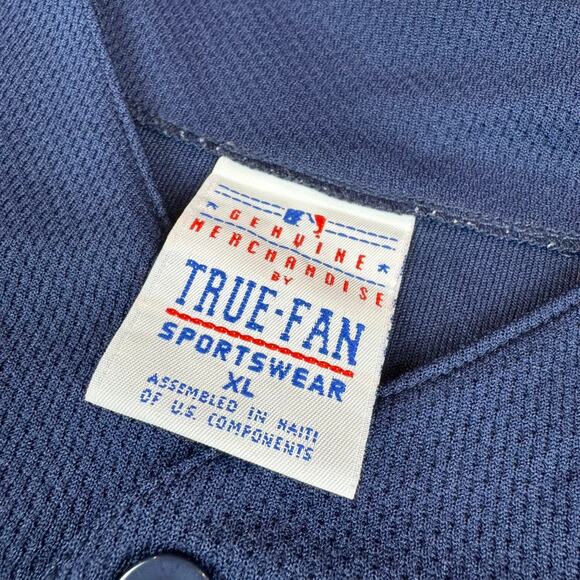 GENUINE
MERCHANDISE
BY
TRUE-FAN
SPORTSWEAR
XL
ASSEMBLED IN HAITI
OF U.S. COMPONENTS